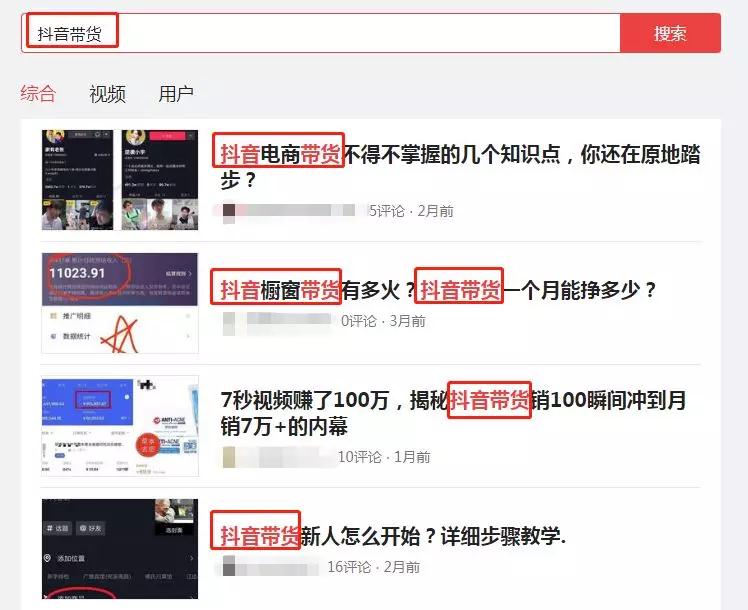 抖音带货
搜索
综合
视频
用户
抖音电商带货不得不掌握的几个知识点，你还在原地踏
步？
5评论 · 2月前
11023.91
结算规则
推广明细
数据统计
抖音橱窗带货有多火？抖音带货一个月能挣多少？
0评论 · 3月前
ANTI-ACNE
7秒视频赚了100万，揭秘抖音带货销100瞬间冲到月
销7万+的内幕
10评论 · 1月前
# 话题
@ 好友
添加位置
抖音带货新人怎么开始？详细步骤教学.
16评论 · 2月前